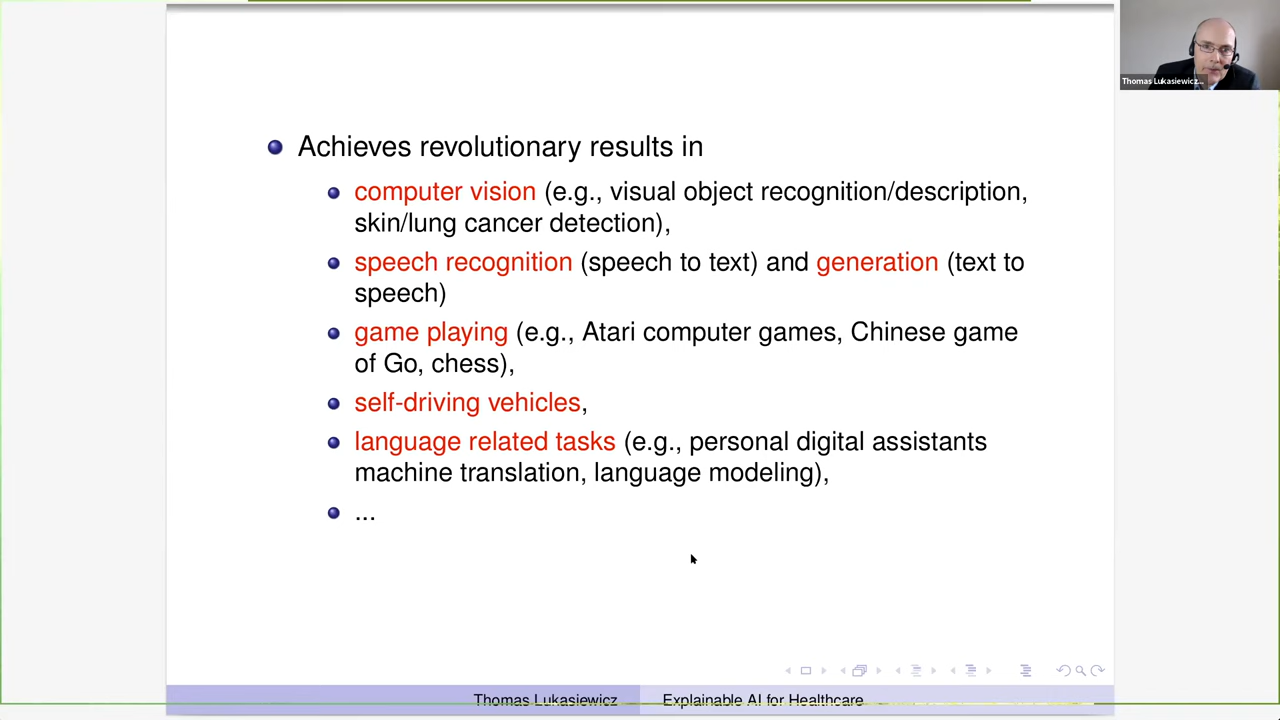 Thomas Lukasiewicz...
Achieves revolutionary results in
computer vision (e.g., visual object recognition/description,
skin/lung cancer detection),
speech recognition (speech to text) and generation (text to
speech)
game playing (e.g., Atari computer games, Chinese game
of Go, chess),
self-driving vehicles,
language related tasks (e.g., personal digital assistants
machine translation, language modeling),
...
Thomas Lukasiewicz
Explainable AI for Healthcare